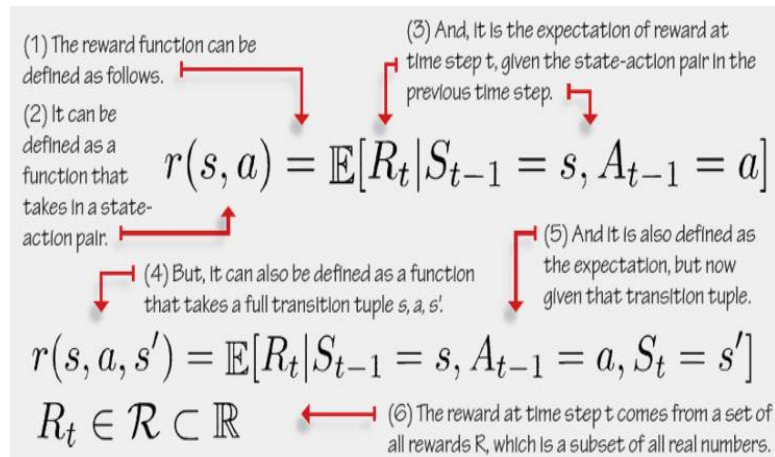 (1) The reward function can be
defined as follows.
(2) It can be
defined as a
function that
takes in a state-
action pair.
(3) And, it is the expectation of reward at
time step t, given the state-action pair in the
previous time step.
r(s, a) = 𝔼[R_t|S_{t-1} = s, A_{t-1} = a]
(4) But, it can also be defined as a function
that takes a full transition tuple s, a, s'.
(5) And it is also defined as
the expectation, but now
given that transition tuple.
r(s, a, s') = 𝔼[R_t|S_{t-1} = s, A_{t-1} = a, S_t = s']
R_t ∈ ℛ ⊂ ℝ
(6) The reward at time step t comes from a set of
all rewards R, which is a subset of all real numbers.